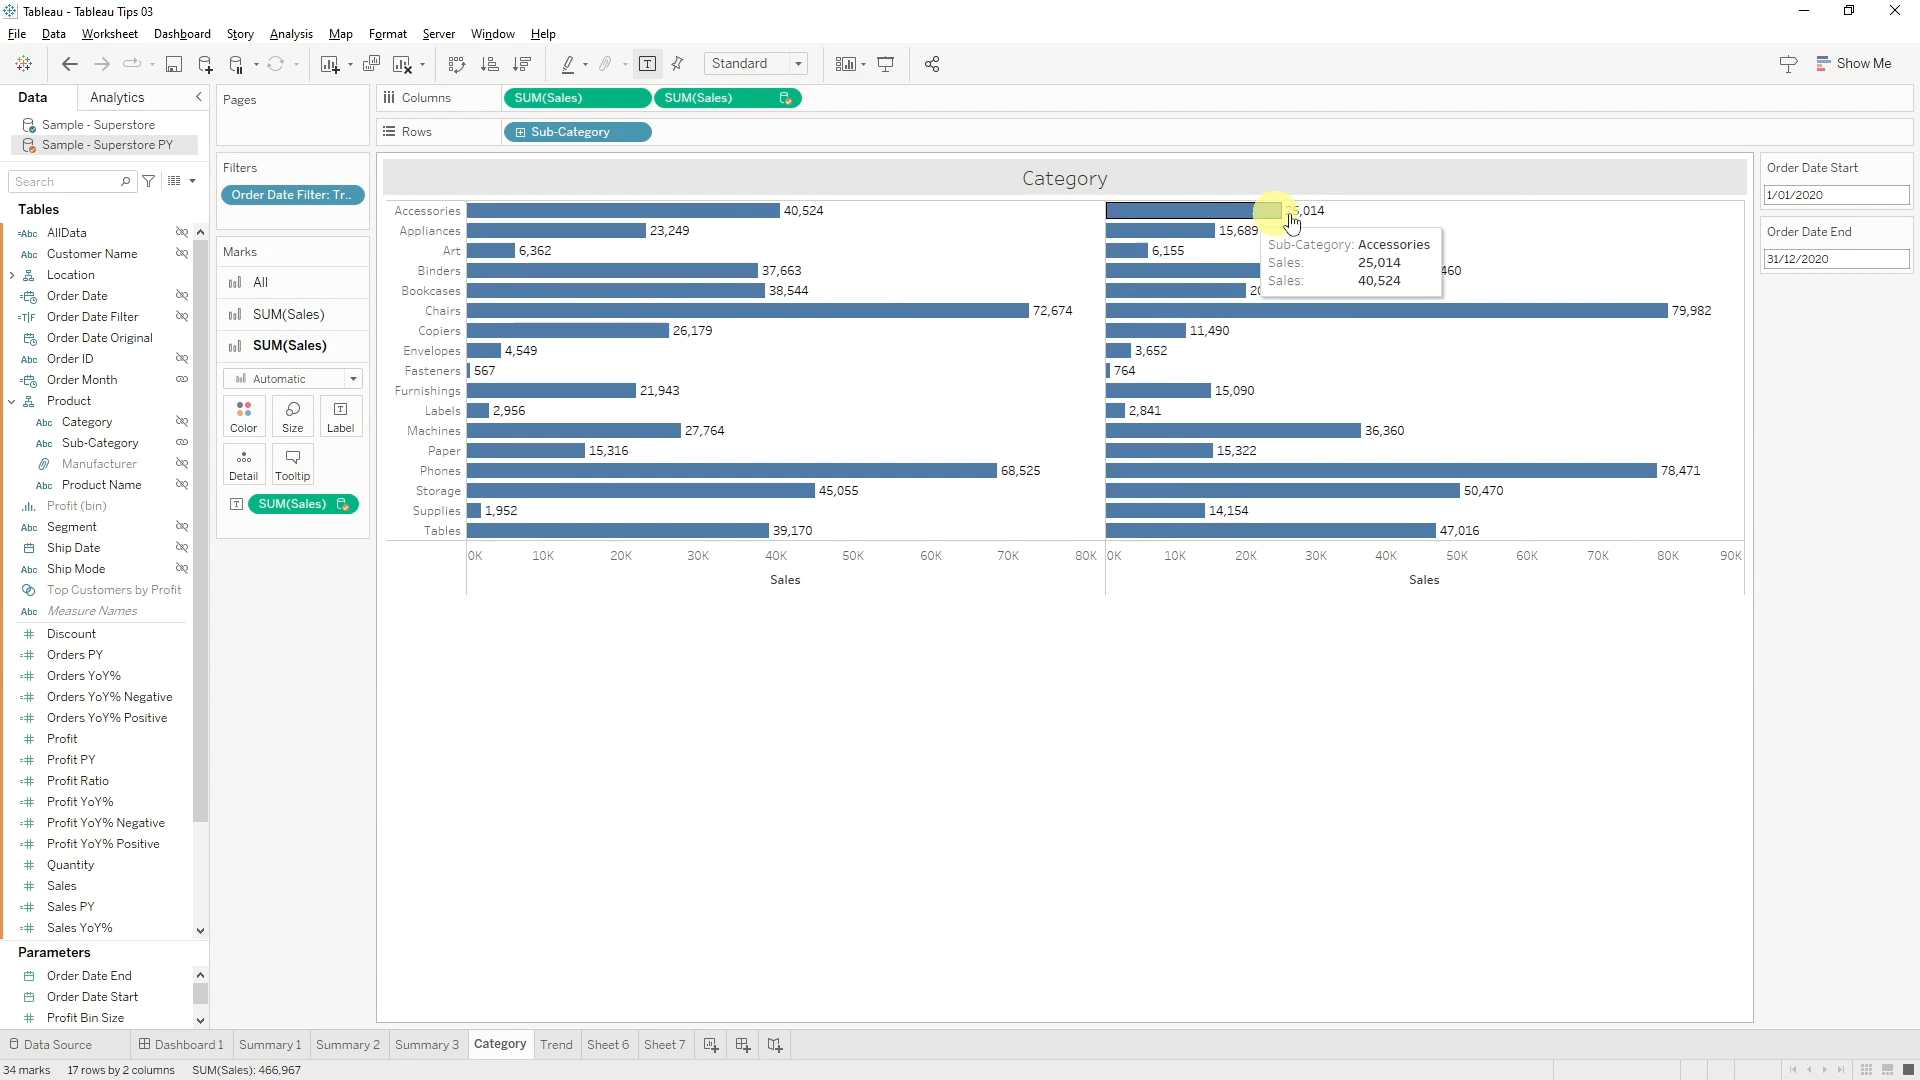 Tableau - Tableau Tips 03
File Data Worksheet Dashboard Story Analysis Map Format Server Window Help
Standard Show Me
Data Analytics
Sample - Superstore
Sample - Superstore PY
Search
Tables
Abc AllData
Abc Customer Name
Location
Order Date
T|F Order Date Filter
Order Date Original
Abc Order ID
Order Month
Product
Abc Category
Abc Sub-Category
Manufacturer
Abc Product Name
Profit (bin)
Abc Segment
Ship Date
Abc Ship Mode
Top Customers by Profit
Abc Measure Names
Discount
Orders PY
Orders YoY%
Orders YoY% Negative
Orders YoY% Positive
Profit
Profit PY
Profit Ratio
Profit YoY%
Profit YoY% Negative
Profit YoY% Positive
Quantity
Sales
Sales PY
Sales YoY%
Parameters
Order Date End
Order Date Start
Profit Bin Size
Pages
Filters
Order Date Filter: Tr..
Marks
All
SUM(Sales)
SUM(Sales)
Automatic
Color Size Label
Detail Tooltip
SUM(Sales)
Columns SUM(Sales) SUM(Sales)
Rows Sub-Category
Category
Accessories 40,524 25,014
Appliances 23,249 15,689
Art 6,362 6,155
Binders 37,663 460
Bookcases 38,544 20
Chairs 72,674 79,982
Copiers 26,179 11,490
Envelopes 4,549 3,652
Fasteners 567 764
Furnishings 21,943 15,090
Labels 2,956 2,841
Machines 27,764 36,360
Paper 15,316 15,322
Phones 68,525 78,471
Storage 45,055 50,470
Supplies 1,952 14,154
Tables 39,170 47,016
0K 10K 20K 30K 40K 50K 60K 70K 80K 0K 10K 20K 30K 40K 50K 60K 70K 80K 90K
Sales Sales
Sub-Category: Accessories
Sales: 25,014
Sales: 40,524
Order Date Start
1/01/2020
Order Date End
31/12/2020
Data Source Dashboard 1 Summary 1 Summary 2 Summary 3 Category Trend Sheet 6 Sheet 7
34 marks 17 rows by 2 columns SUM(Sales): 466,967